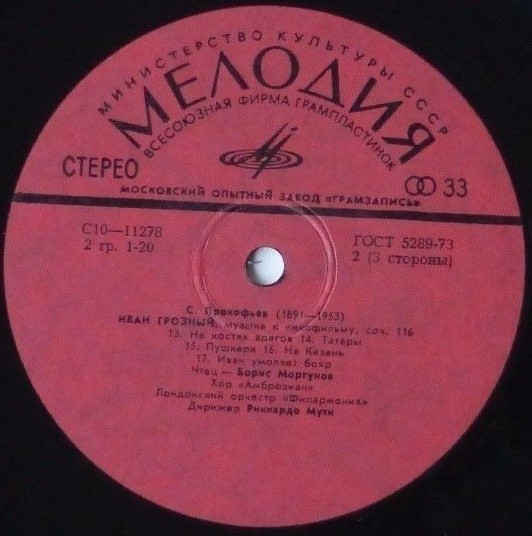 МИНИСТЕРСТВО КУЛЬТУРЫ СССР
МЕЛОДИЯ
ВСЕСОЮЗНАЯ ФИРМА ГРАМПЛАСТИНОК
СТЕРЕО
33
МОСКОВСКИЙ ОПЫТНЫЙ ЗАВОД «ГРАМЗАПИСЬ»
С10—11278
2 гр. 1-20
ГОСТ 5289-73
2 (3 стороны)
С. Прокофьев (1891—1953)
ИВАН ГРОЗНЫЙ, музыка к кинофильму, соч. 116
13. На костях врагов 14. Татары
15. Пушкари 16. На Казань
17. Иван умоляет бояр
Чтец — Борис Моргунов
Хор «Амброзиан»
Лондонский оркестр «Филармония»
Дирижер Риккардо Мути